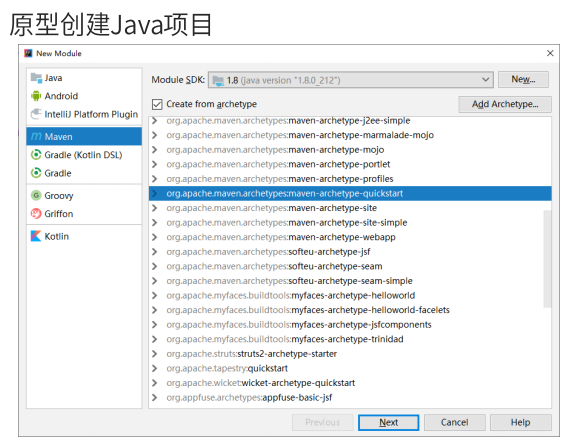 原型创建Java项目
New Module
Java
Android
IntelliJ Platform Plugin
Maven
Gradle (Kotlin DSL)
Gradle
Groovy
Griffon
Kotlin
Module SDK: 1.8 (java version "1.8.0_212") New...
Create from archetype Add Archetype...
org.apache.maven.archetypes:maven-archetype-j2ee-simple
org.apache.maven.archetypes:maven-archetype-marmalade-mojo
org.apache.maven.archetypes:maven-archetype-mojo
org.apache.maven.archetypes:maven-archetype-portlet
org.apache.maven.archetypes:maven-archetype-profiles
org.apache.maven.archetypes:maven-archetype-quickstart
org.apache.maven.archetypes:maven-archetype-site
org.apache.maven.archetypes:maven-archetype-site-simple
org.apache.maven.archetypes:maven-archetype-webapp
org.apache.maven.archetypes:softeu-archetype-jsf
org.apache.maven.archetypes:softeu-archetype-seam
org.apache.maven.archetypes:softeu-archetype-seam-simple
org.apache.myfaces.buildtools:myfaces-archetype-helloworld
org.apache.myfaces.buildtools:myfaces-archetype-helloworld-facelets
org.apache.myfaces.buildtools:myfaces-archetype-jsfcomponents
org.apache.myfaces.buildtools:myfaces-archetype-trinidad
org.apache.struts:struts2-archetype-starter
org.apache.tapestry:quickstart
org.apache.wicket:wicket-archetype-quickstart
org.appfuse.archetypes:appfuse-basic-jsf
Previous Next Cancel Help